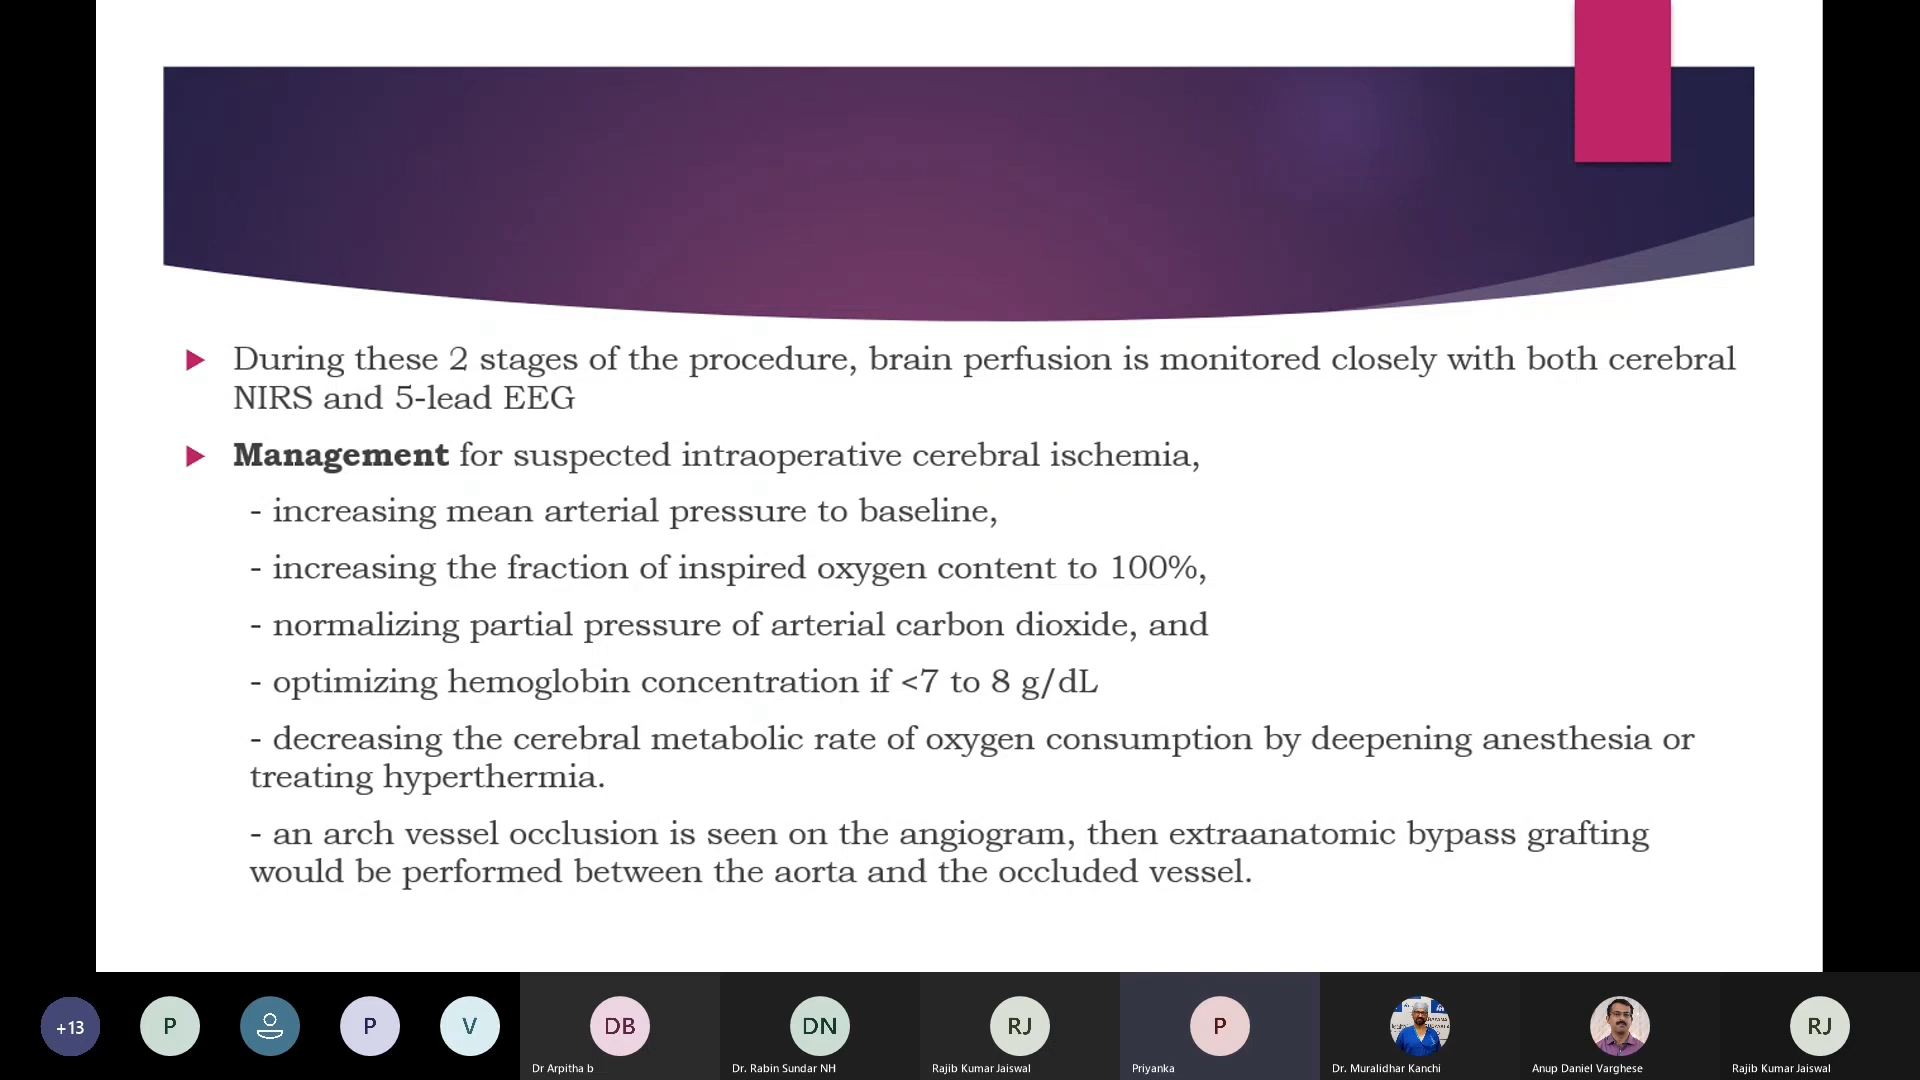 During these 2 stages of the procedure, brain perfusion is monitored closely with both cerebral
NIRS and 5-lead EEG
Management for suspected intraoperative cerebral ischemia,
- increasing mean arterial pressure to baseline,
- increasing the fraction of inspired oxygen content to 100%,
- normalizing partial pressure of arterial carbon dioxide, and
- optimizing hemoglobin concentration if <7 to 8 g/dL
- decreasing the cerebral metabolic rate of oxygen consumption by deepening anesthesia or
treating hyperthermia.
- an arch vessel occlusion is seen on the angiogram, then extraanatomic bypass grafting
would be performed between the aorta and the occluded vessel.
+13
P
P
V
DB
DN
RJ
P
RJ
Dr Arpitha b
Dr. Rabin Sundar NH
Rajib Kumar Jaiswal
Priyanka
Dr. Muralidhar Kanchi
Anup Daniel Varghese
Rajib Kumar Jaiswal